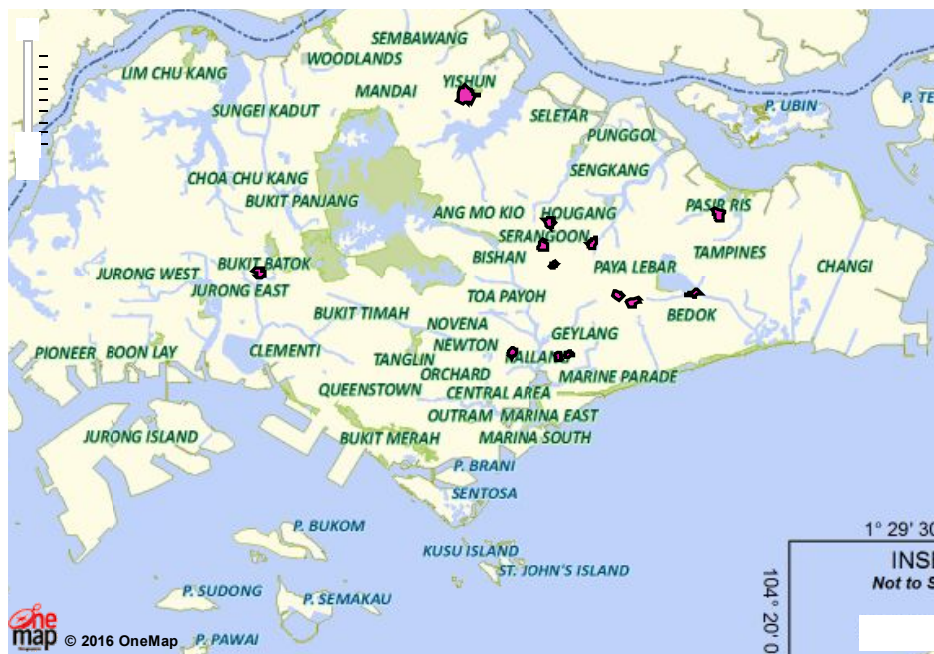 SEMBAWANG
WOODLANDS
LIM CHU KANG
YISHUN
MANDAI
P. UBIN
P. TE
SUNGEI KADUT
SELETAR
PUNGGOL
SENGKANG
CHOA CHU KANG
BUKIT PANJANG
PASIR RIS
ANG MO KIO
HOUGANG
SERANGOON
TAMPINES
BISHAN
BUKIT BATOK
PAYA LEBAR
CHANGI
JURONG WEST
JURONG EAST
TOA PAYOH
BUKIT TIMAH
BEDOK
NOVENA
GEYLANG
NEWTON
PIONEER
BOON LAY
CLEMENTI
TANGLIN
KALLANG
ORCHARD
MARINE PARADE
QUEENSTOWN
CENTRAL AREA
OUTRAM
MARINA EAST
JURONG ISLAND
BUKIT MERAH
MARINA SOUTH
P. BRANI
SENTOSA
P. BUKOM
1° 29' 30
KUSU ISLAND
INS
Not to S
ST. JOHN'S ISLAND
104° 20' 0
P. SUDONG
P. SEMAKAU
One
map © 2016 OneMap
P. PAWAI